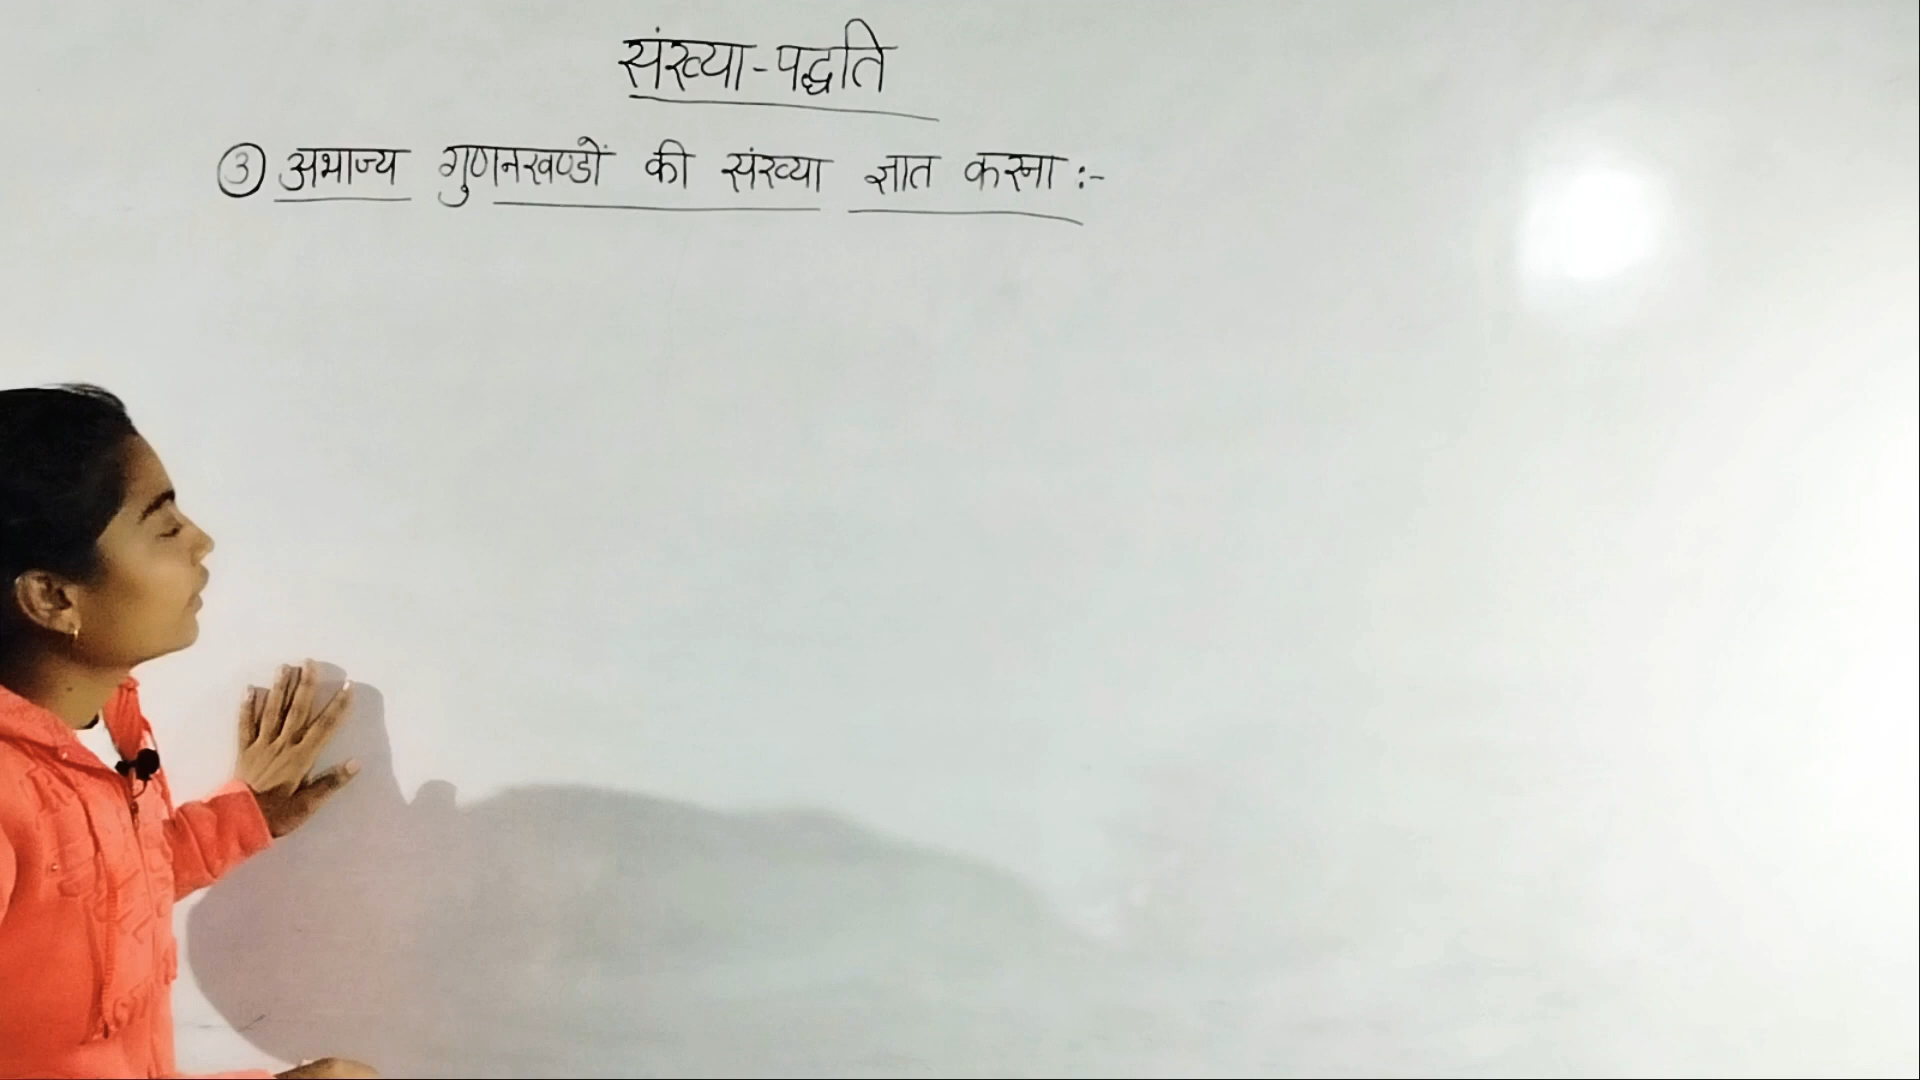 संख्या-पद्धति
③ अभाज्य गुणनखण्डों की संख्या ज्ञात करना :-